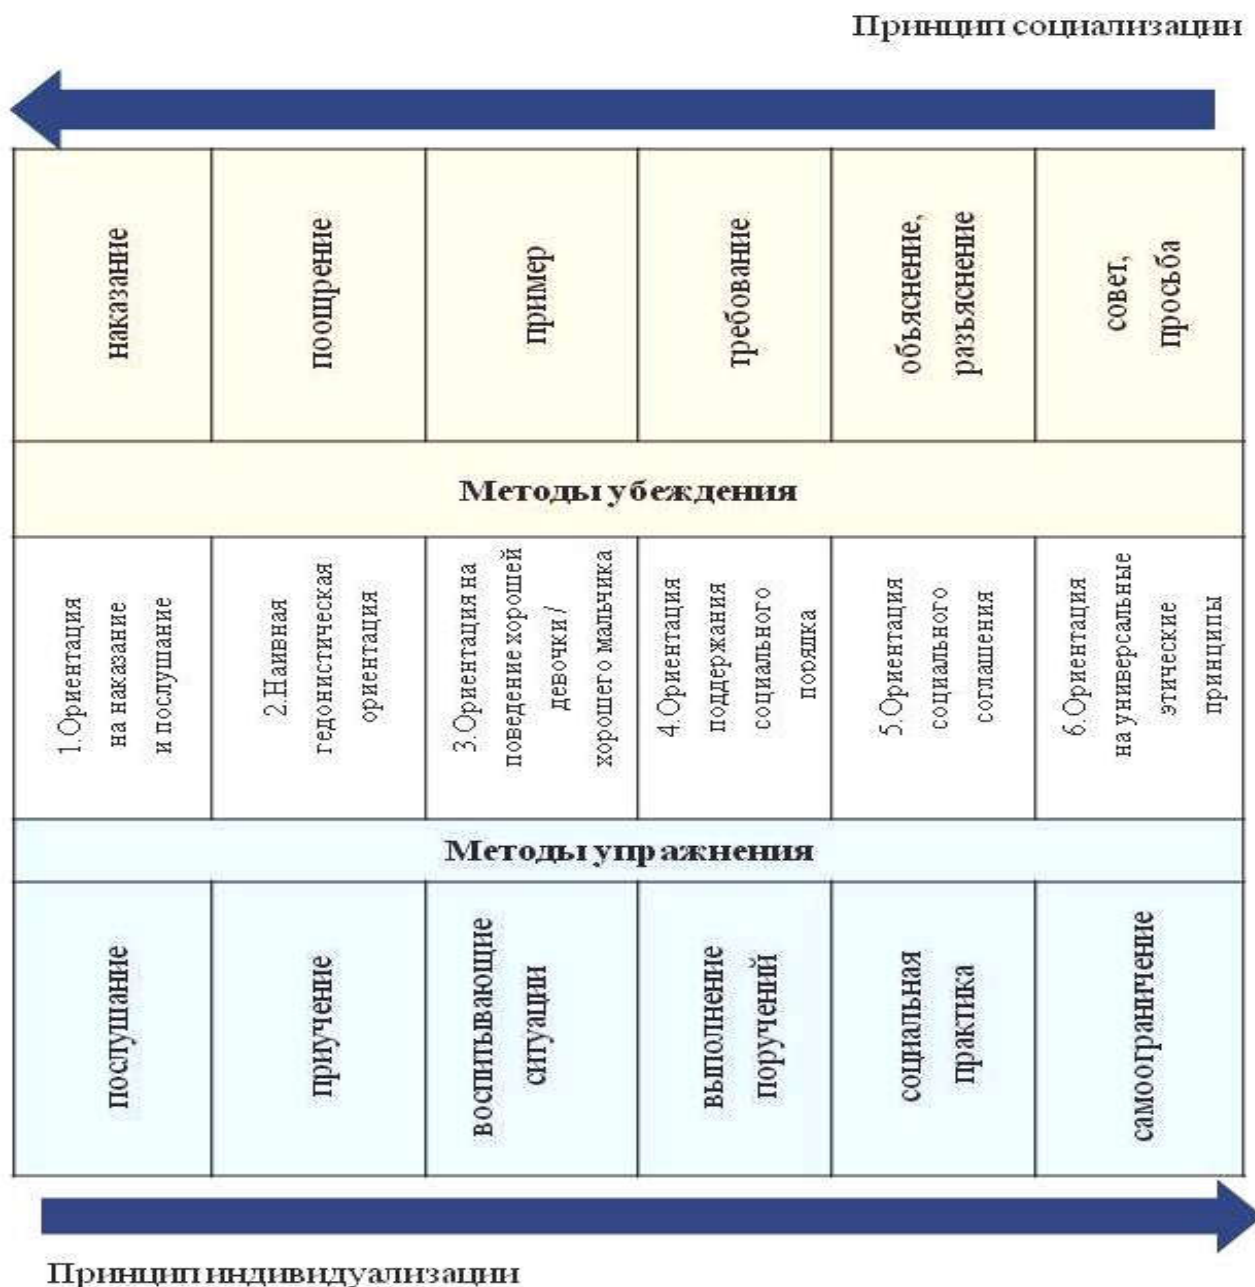 Принцип социализации
наказание
поощрение
пример
требование
объяснение,
разъяснение
совет,
просьба
Методы убеждения
1.Ориентация
на наказание
и послушание
2.Наивная
гедонистическая
ориентация
3.Ориентация на
поведение хорошей
девочки/
хорошего мальчика
4.Ориентация
поддержания
социального
порядка
5.Ориентация
социального
соглашения
6.Ориентация
на универсальные
этические
принципы
Методы упражнения
послушание
приучение
воспитывающие
ситуации
выполнение
поручений
социальная
практика
самоограничение
Принцип индивидуализации